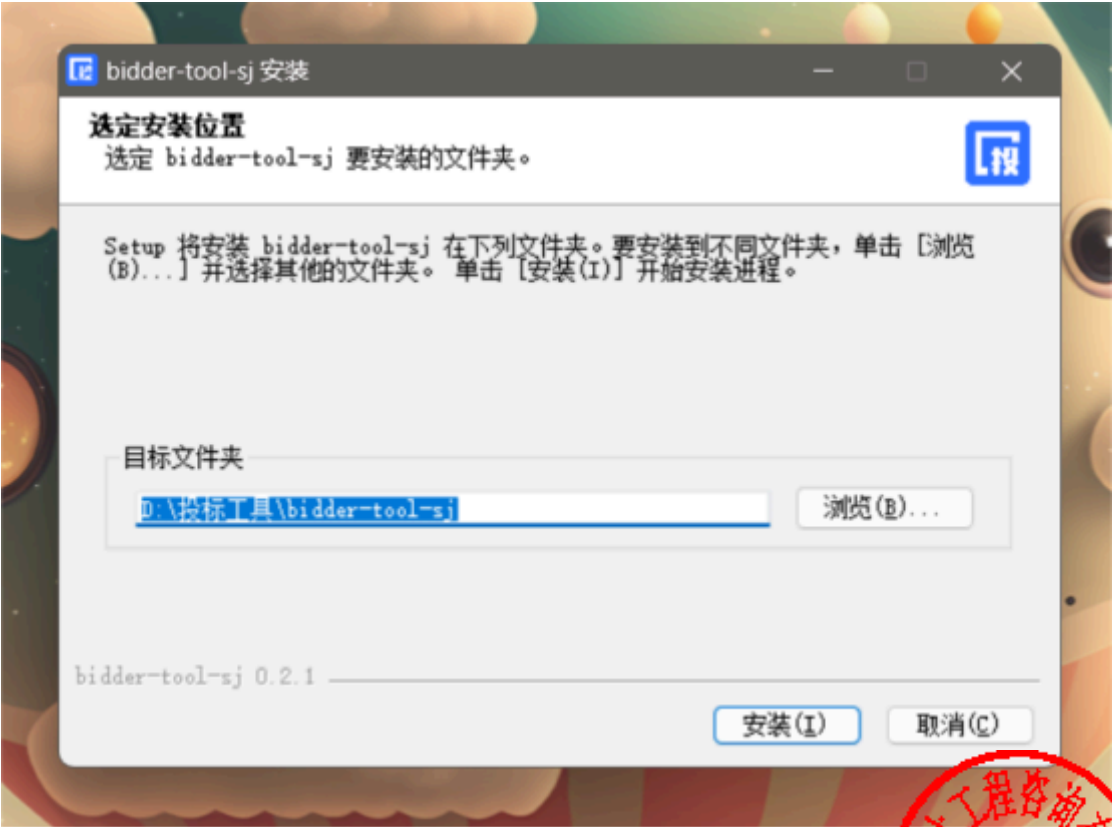 bidder-tool-sj 安装
选定安装位置
选定 bidder-tool-sj 要安装的文件夹。
投
Setup 将安装 bidder-tool-sj 在下列文件夹。要安装到不同文件夹，单击 [浏览
(B)...] 并选择其他的文件夹。 单击 [安装(I)] 开始安装进程。
目标文件夹
D:\投标工具\bidder-tool-sj
浏览(B)...
bidder-tool-sj 0.2.1
安装(I)
取消(C)
工程咨询